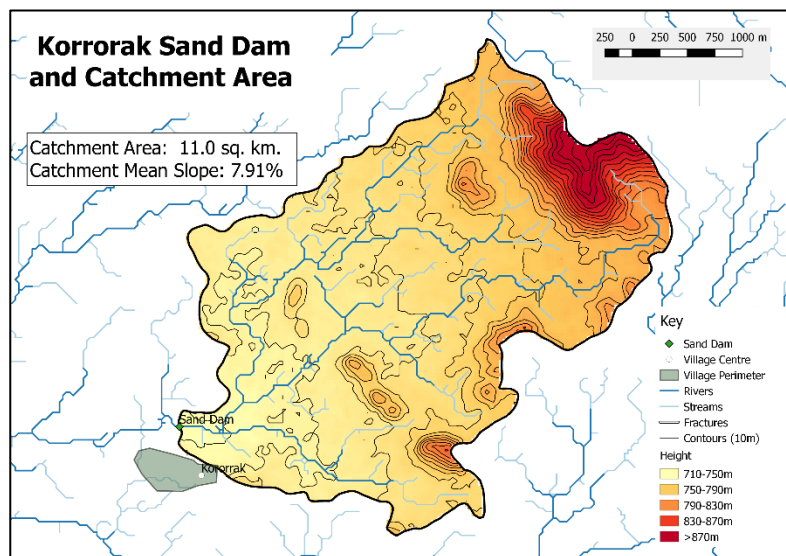 Korrorak Sand Dam
and Catchment Area
250 0 250 500 750 1000 m
Catchment Area: 11.0 sq. km.
Catchment Mean Slope: 7.91%
Sand Dam
Kororrak
Key
Sand Dam
Village Centre
Village Perimeter
Rivers
Streams
Fractures
Contours (10m)
Height
710-750m
750-790m
790-830m
830-870m
>870m